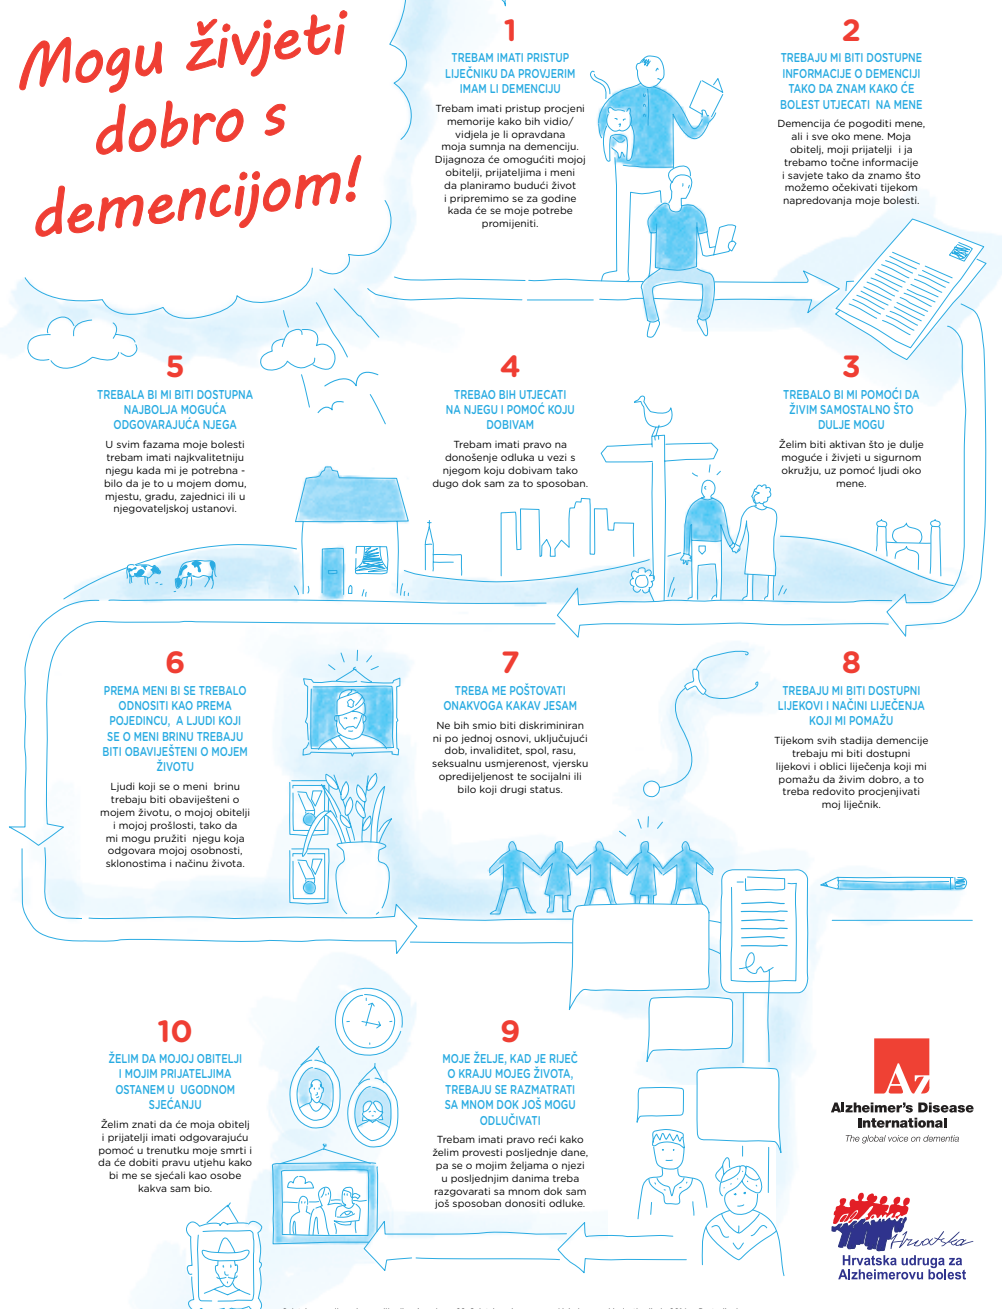 Mogu živjeti
dobro s
demencijom!
1
TREBAM IMATI PRISTUP
LIJEČNIKU DA PROVJERIM
IMAM LI DEMENCIJU
Trebam imati pristup procjeni
memorije kako bih vidio/
vidjela je li opravdana
moja sumnja na demenciju.
Dijagnoza će omogućiti mojoj
obitelji, prijateljima i meni
da planiramo budući život
i pripremimo se za godine
kada će se moje potrebe
promijeniti.
2
TREBAJU MI BITI DOSTUPNE
INFORMACIJE O DEMENCIJI
TAKO DA ZNAM KAKO ĆE
BOLEST UTJECATI NA MENE
Demencija će pogoditi mene,
ali i sve oko mene. Moja
obitelj, moji prijatelji i ja
trebamo točne informacije
i savjete tako da znamo što
možemo očekivati tijekom
napredovanja moje bolesti.
3
TREBALO BI MI POMOĆI DA
ŽIVIM SAMOSTALNO ŠTO
DULJE MOGU
Želim biti aktivan što je dulje
moguće i živjeti u sigurnom
okružju, uz pomoć ljudi oko
mene.
4
TREBAO BIH UTJECATI
NA NJEGU I POMOĆ KOJU
DOBIVAM
Trebam imati pravo na
donošenje odluka u vezi s
njegom koju dobivam tako
dugo dok sam za to sposoban.
5
TREBALA BI MI BITI DOSTUPNA
NAJBOLJA MOGUĆA
ODGOVARAJUĆA NJEGA
U svim fazama moje bolesti
trebam imati najkvalitetniju
njegu kada mi je potrebna -
bilo da je to u mojem domu,
mjestu, gradu, zajednici ili u
njegovateljskoj ustanovi.
6
PREMA MENI BI SE TREBALO
ODNOSITI KAO PREMA
POJEDINCU, A LJUDI KOJI
SE O MENI BRINU TREBAJU
BITI OBAVIJEŠTENI O MOJEM
ŽIVOTU
Ljudi koji se o meni brinu
trebaju biti obaviješteni o
mojem životu, o mojoj obitelji
i mojoj prošlosti, tako da
mi mogu pružiti njegu koja
odgovara mojoj osobnosti,
sklonostima i načinu života.
7
TREBA ME POŠTOVATI
ONAKVOGA KAKAV JESAM
Ne bih smio biti diskriminiran
ni po jednoj osnovi, uključujući
dob, invaliditet, spol, rasu,
seksualnu usmjerenost, vjersku
opredijeljenost te socijalni ili
bilo koji drugi status.
8
TREBAJU MI BITI DOSTUPNI
LIJEKOVI I NAČINI LIJEČENJA
KOJI MI POMAŽU
Tijekom svih stadija demencije
trebaju mi biti dostupni
lijekovi i oblici liječenja koji mi
pomažu da živim dobro, a to
treba redovito procjenjivati
moj liječnik.
9
MOJE ŽELJE, KAD JE RIJEČ
O KRAJU MOJEG ŽIVOTA,
TREBAJU SE RAZMATRATI
SA MNOM DOK JOŠ MOGU
ODLUČIVATI
Trebam imati pravo reći kako
želim provesti posljednje dane,
pa se o mojim željama o njezi
u posljednjim danima treba
razgovarati sa mnom dok sam
još sposoban donositi odluke.
10
ŽELIM DA MOJOJ OBITELJI
I MOJIM PRIJATELJIMA
OSTANEM U UGODNOM
SJEĆANJU
Želim znati da će moja obitelj
i prijatelji imati odgovarajuću
pomoć u trenutku moje smrti i
da će dobiti pravu utjehu kako
bi me se sjećali kao osobe
kakva sam bio.
Az
Alzheimer's Disease
International
The global voice on dementia
Hrvatska
Hrvatska udruga za
Alzheimerovu bolest